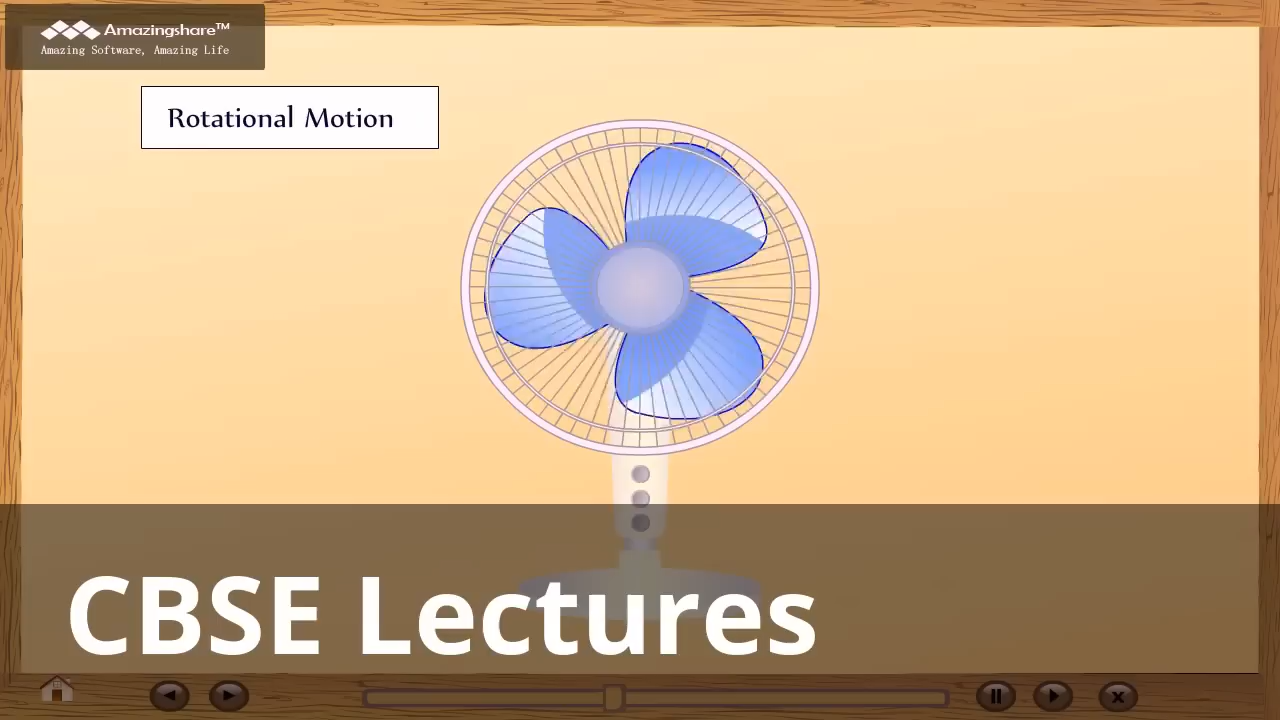 Amazingshare™
Amazing Software, Amazing Life
Rotational Motion
CBSE Lectures